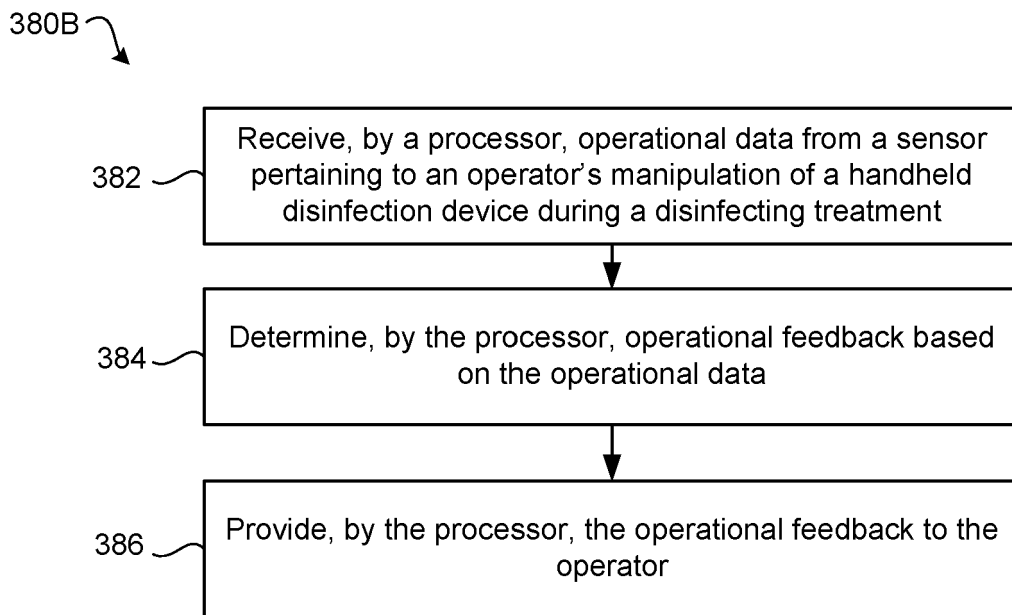 380B
382
Receive, by a processor, operational data from a sensor
pertaining to an operator’s manipulation of a handheld
disinfection device during a disinfecting treatment
384
Determine, by the processor, operational feedback based
on the operational data
386
Provide, by the processor, the operational feedback to the
operator